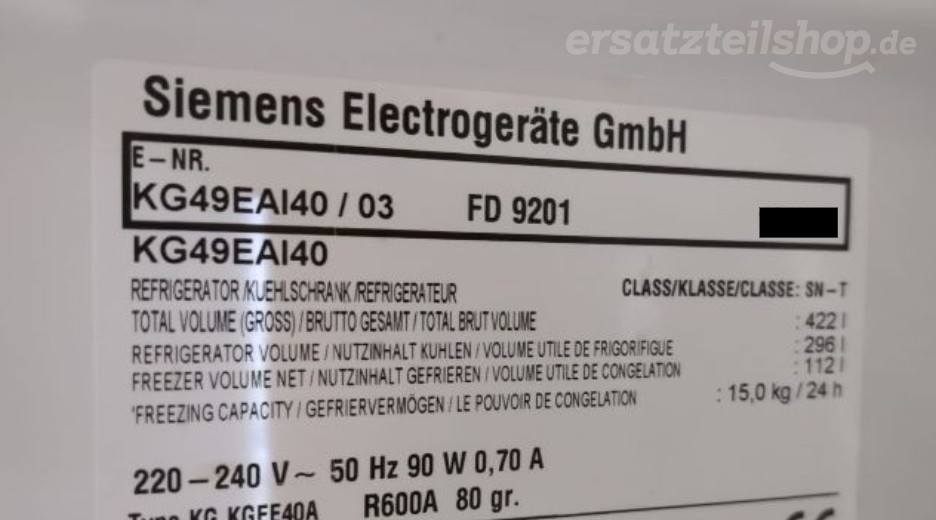 ersatzteilshop.de
Siemens Electrogeräte GmbH
E-NR.
KG49EAI40 / 03 FD 9201
KG49EAI40
REFRIGERATOR/KUEHLSCHRANK/REFRIGERATEUR CLASS/KLASSE/CLASSE: SN-T
TOTAL VOLUME (GROSS) / BRUTTO GESAMT / TOTAL BRUT VOLUME : 422 l
REFRIGERATOR VOLUME / NUTZINHALT KUHLEN / VOLUME UTILE DE FRIGORIFIGUE : 296 l
FREEZER VOLUME NET / NUTZINHALT GEFRIEREN / VOLUME UTILE DE CONGELATION : 112 l
*FREEZING CAPACITY / GEFRIERVERMÖGEN / LE POUVOIR DE CONGELATION : 15,0 kg / 24 h
220-240 V~ 50 Hz 90 W 0,70 A
Type KG KGFE40A R600A 80 gr.